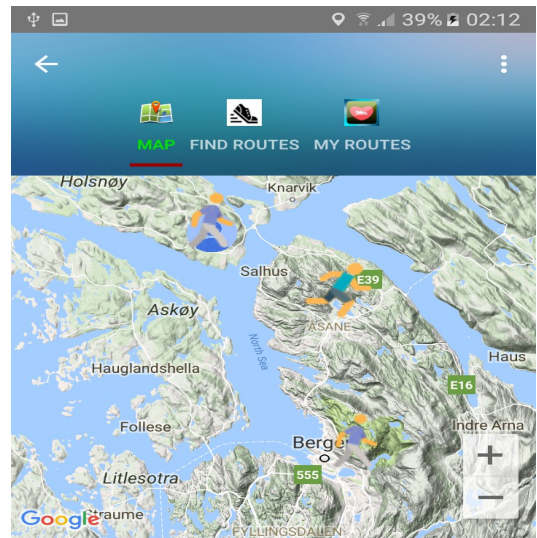 39% 02:12
MAP FIND ROUTES MY ROUTES
Holsnøy
Knarvik
Salhus
E39
Askøy
ÅSANE
North Sea
Haus
Hauglandshella
E16
Follese
Indre Arna
Berge
+
555
Litlesotra
−
Google
Straume
FYLLINGSDALEN